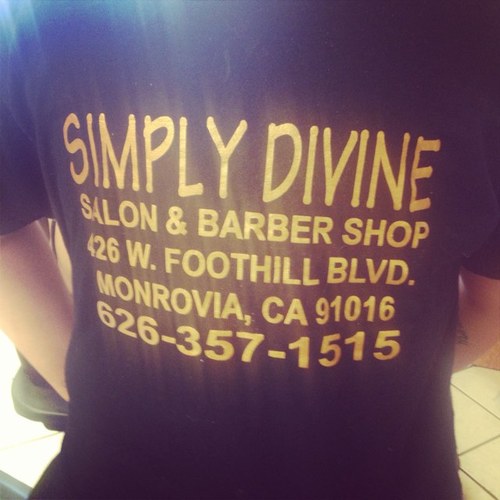 SIMPLY DIVINE
SALON & BARBER SHOP
426 W. FOOTHILL BLVD.
MONROVIA, CA 91016
626-357-1515